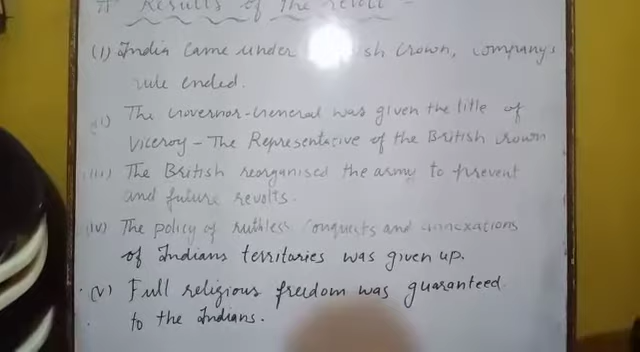 # Results of the revolt -
(i) India came under sh crown, company's
rule ended.
ii) The Governor-General was given the title of
Viceroy - The Representative of the British crown
(iii) The British reorganised the army to prevent
and future revolts.
(iv) The policy of ruthless conquests and annexations
of Indians territories was given up.
(v) Full religious freedom was guaranteed
to the Indians.